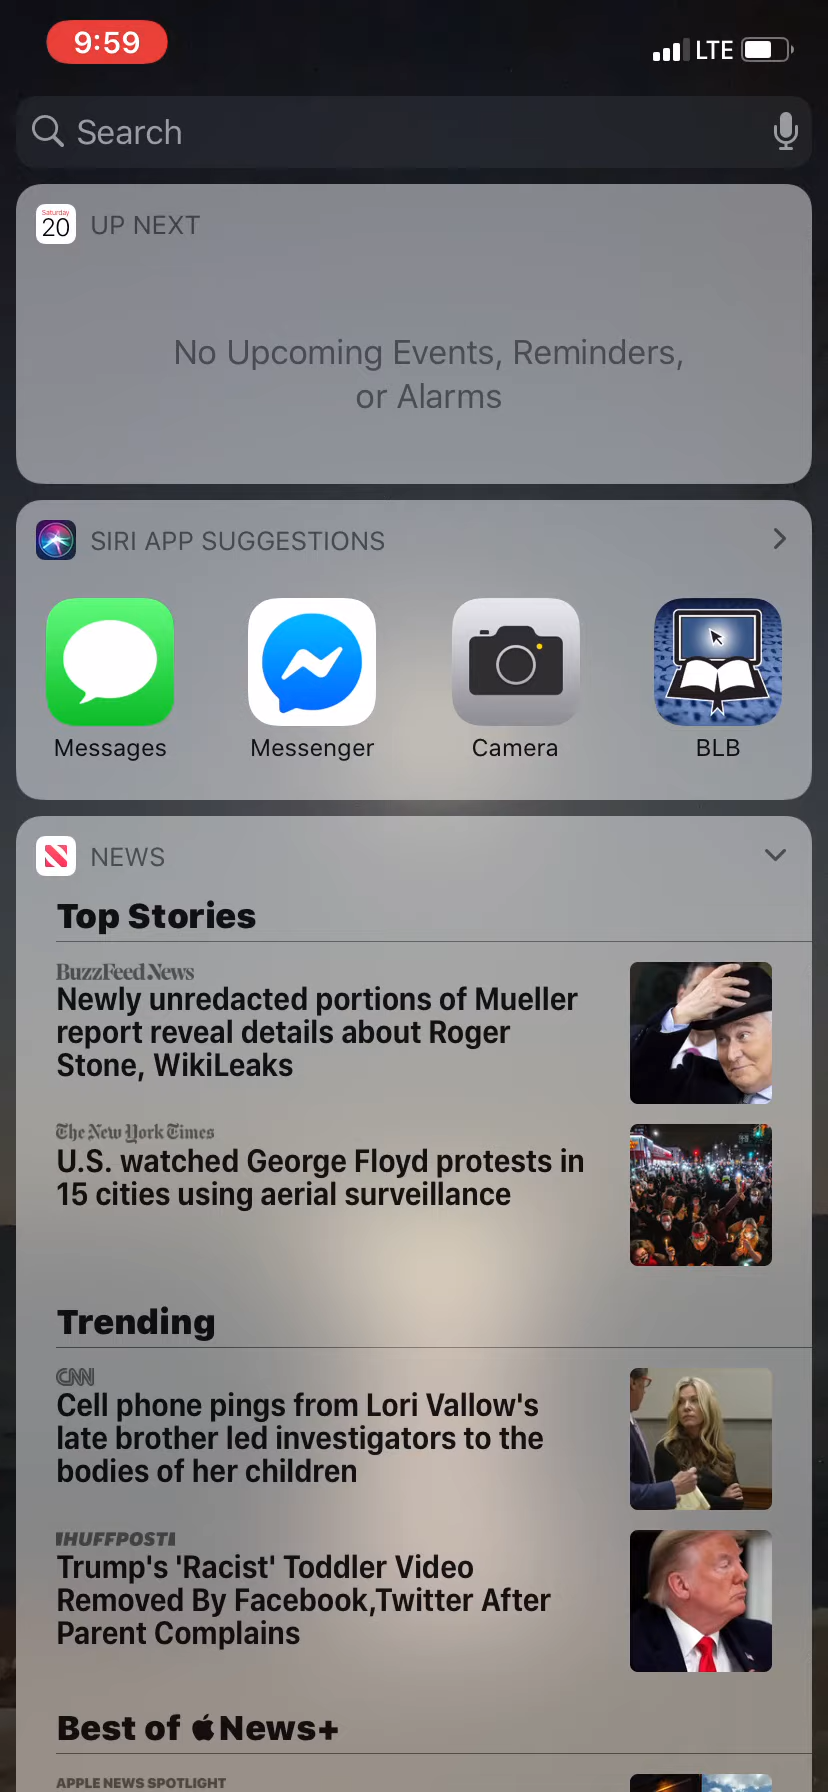 9:59
LTE
Search
Saturday
20
UP NEXT
No Upcoming Events, Reminders,
or Alarms
SIRI APP SUGGESTIONS
Messages
Messenger
Camera
BLB
NEWS
Top Stories
BuzzFeed News
Newly unredacted portions of Mueller
report reveal details about Roger
Stone, WikiLeaks
The New York Times
U.S. watched George Floyd protests in
15 cities using aerial surveillance
Trending
CNN
Cell phone pings from Lori Vallow's
late brother led investigators to the
bodies of her children
HUFFPOST
Trump's 'Racist' Toddler Video
Removed By Facebook,Twitter After
Parent Complains
Best of News+
APPLE NEWS SPOTLIGHT